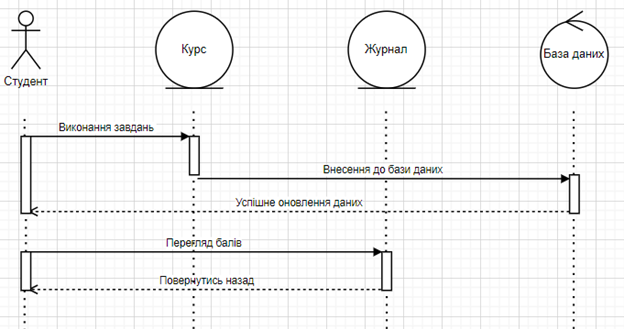 Студент
Курс
Журнал
База даних
Виконання завдань
Внесення до бази даних
Успішне оновлення даних
Перегляд балів
Повернутись назад